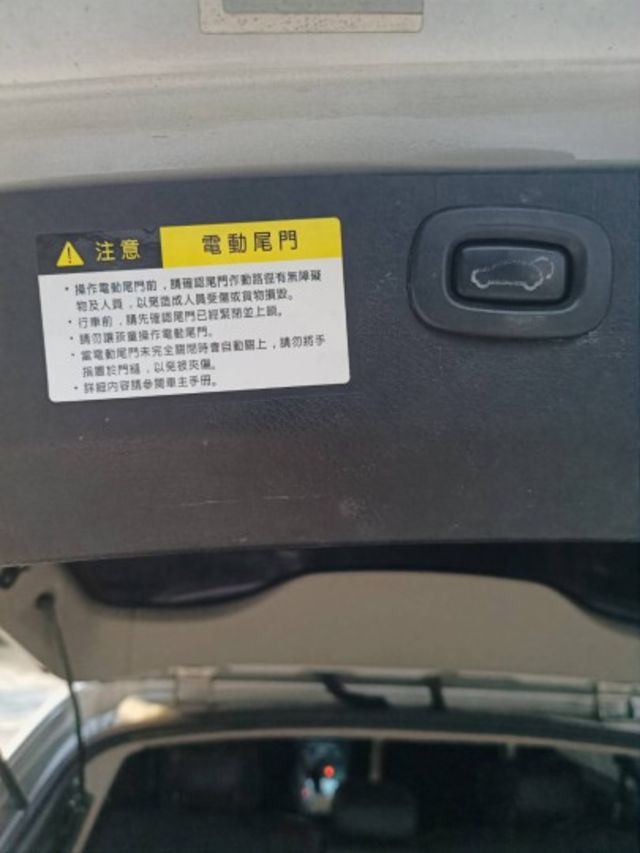 注意 電動尾門
• 操作電動尾門前，請確認尾門作動路徑有無障礙
物及人員，以免造成人員受傷或貨物損毀。
• 行車前，請先確認尾門已經緊閉並上鎖。
• 請勿讓孩童操作電動尾門。
• 當電動尾門未完全關閉時會自動關上，請勿將手
指置於門縫，以免被夾傷。
• 詳細內容請參閱車主手冊。